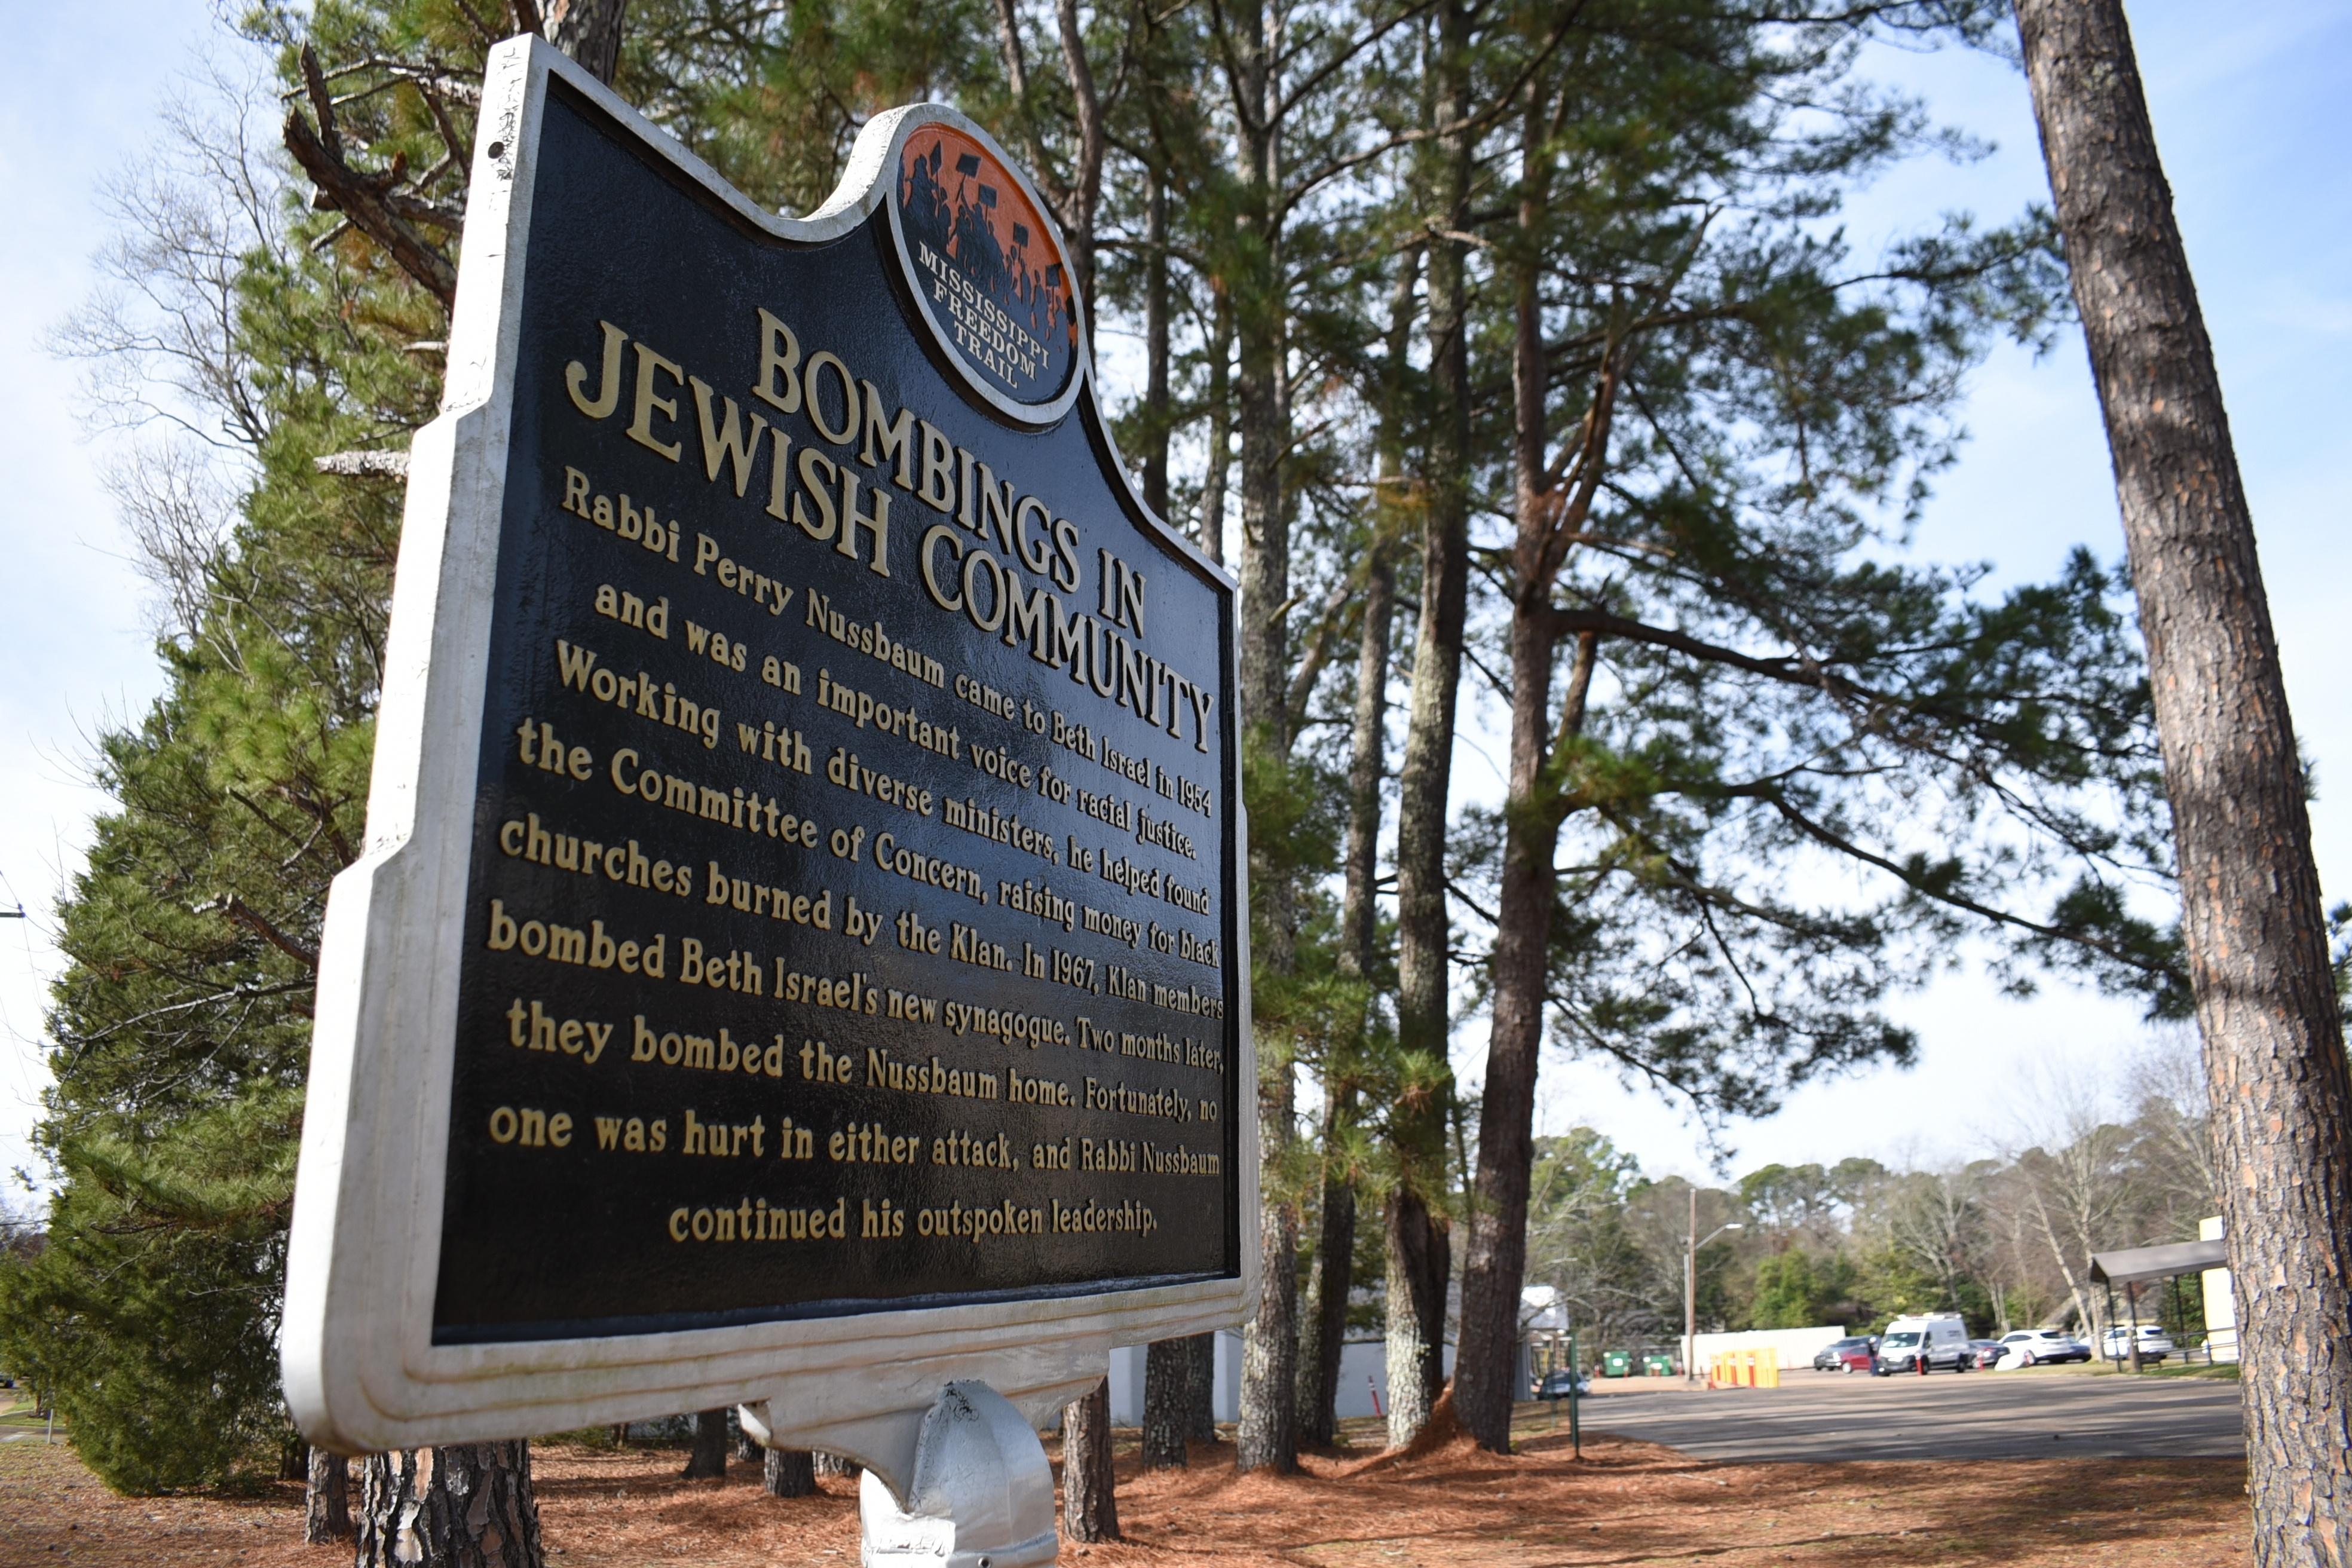 MISSISSIPPI
FREEDOM
TRAIL
BOMBINGS IN
JEWISH COMMUNITY
Rabbi Perry Nussbaum came to Beth Israel in 1954
and was an important voice for racial justice.
Working with diverse ministers, he helped found
the Committee of Concern, raising money for black
churches burned by the Klan. In 1967, Klan members
bombed Beth Israel's new synagogue. Two months later,
they bombed the Nussbaum home. Fortunately, no
one was hurt in either attack, and Rabbi Nussbaum
continued his outspoken leadership.